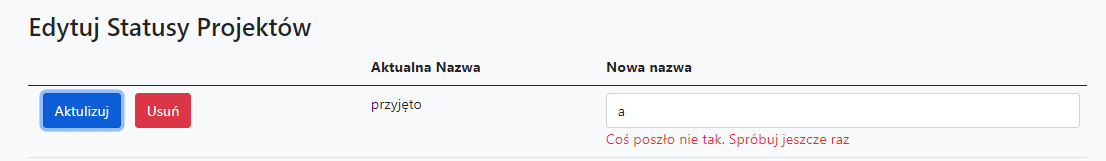 Edytuj Statusy Projektów
Aktualna Nazwa Nowa nazwa
Aktulizuj Usuń przyjęto a
Coś poszło nie tak. Spróbuj jeszcze raz